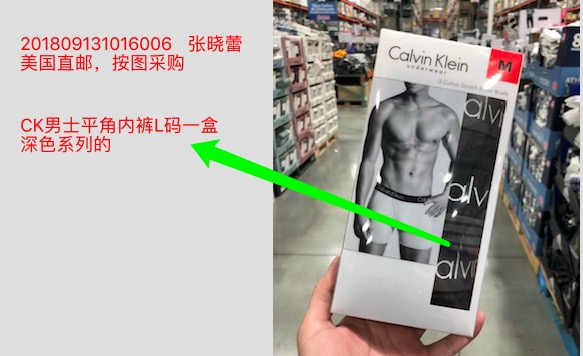 201809131016006 张晓蕾
美国直邮，按图采购
CK男士平角内裤L码一盒
深色系列的
Calvin Klein
underwear
M
3 Cotton Stretch Boxer Briefs
alvi
alvi
alvi